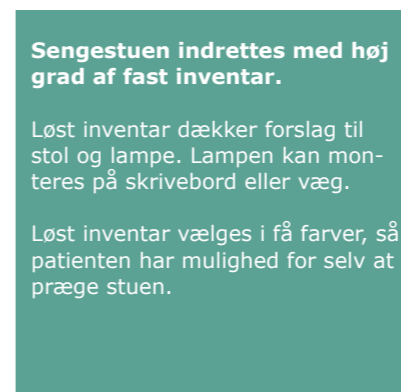 Sengestuen indrettes med høj
grad af fast inventar.
Løst inventar dækker forslag til
stol og lampe. Lampen kan mon-
teres på skrivebord eller væg.
Løst inventar vælges i få farver, så
patienten har mulighed for selv at
præge stuen.